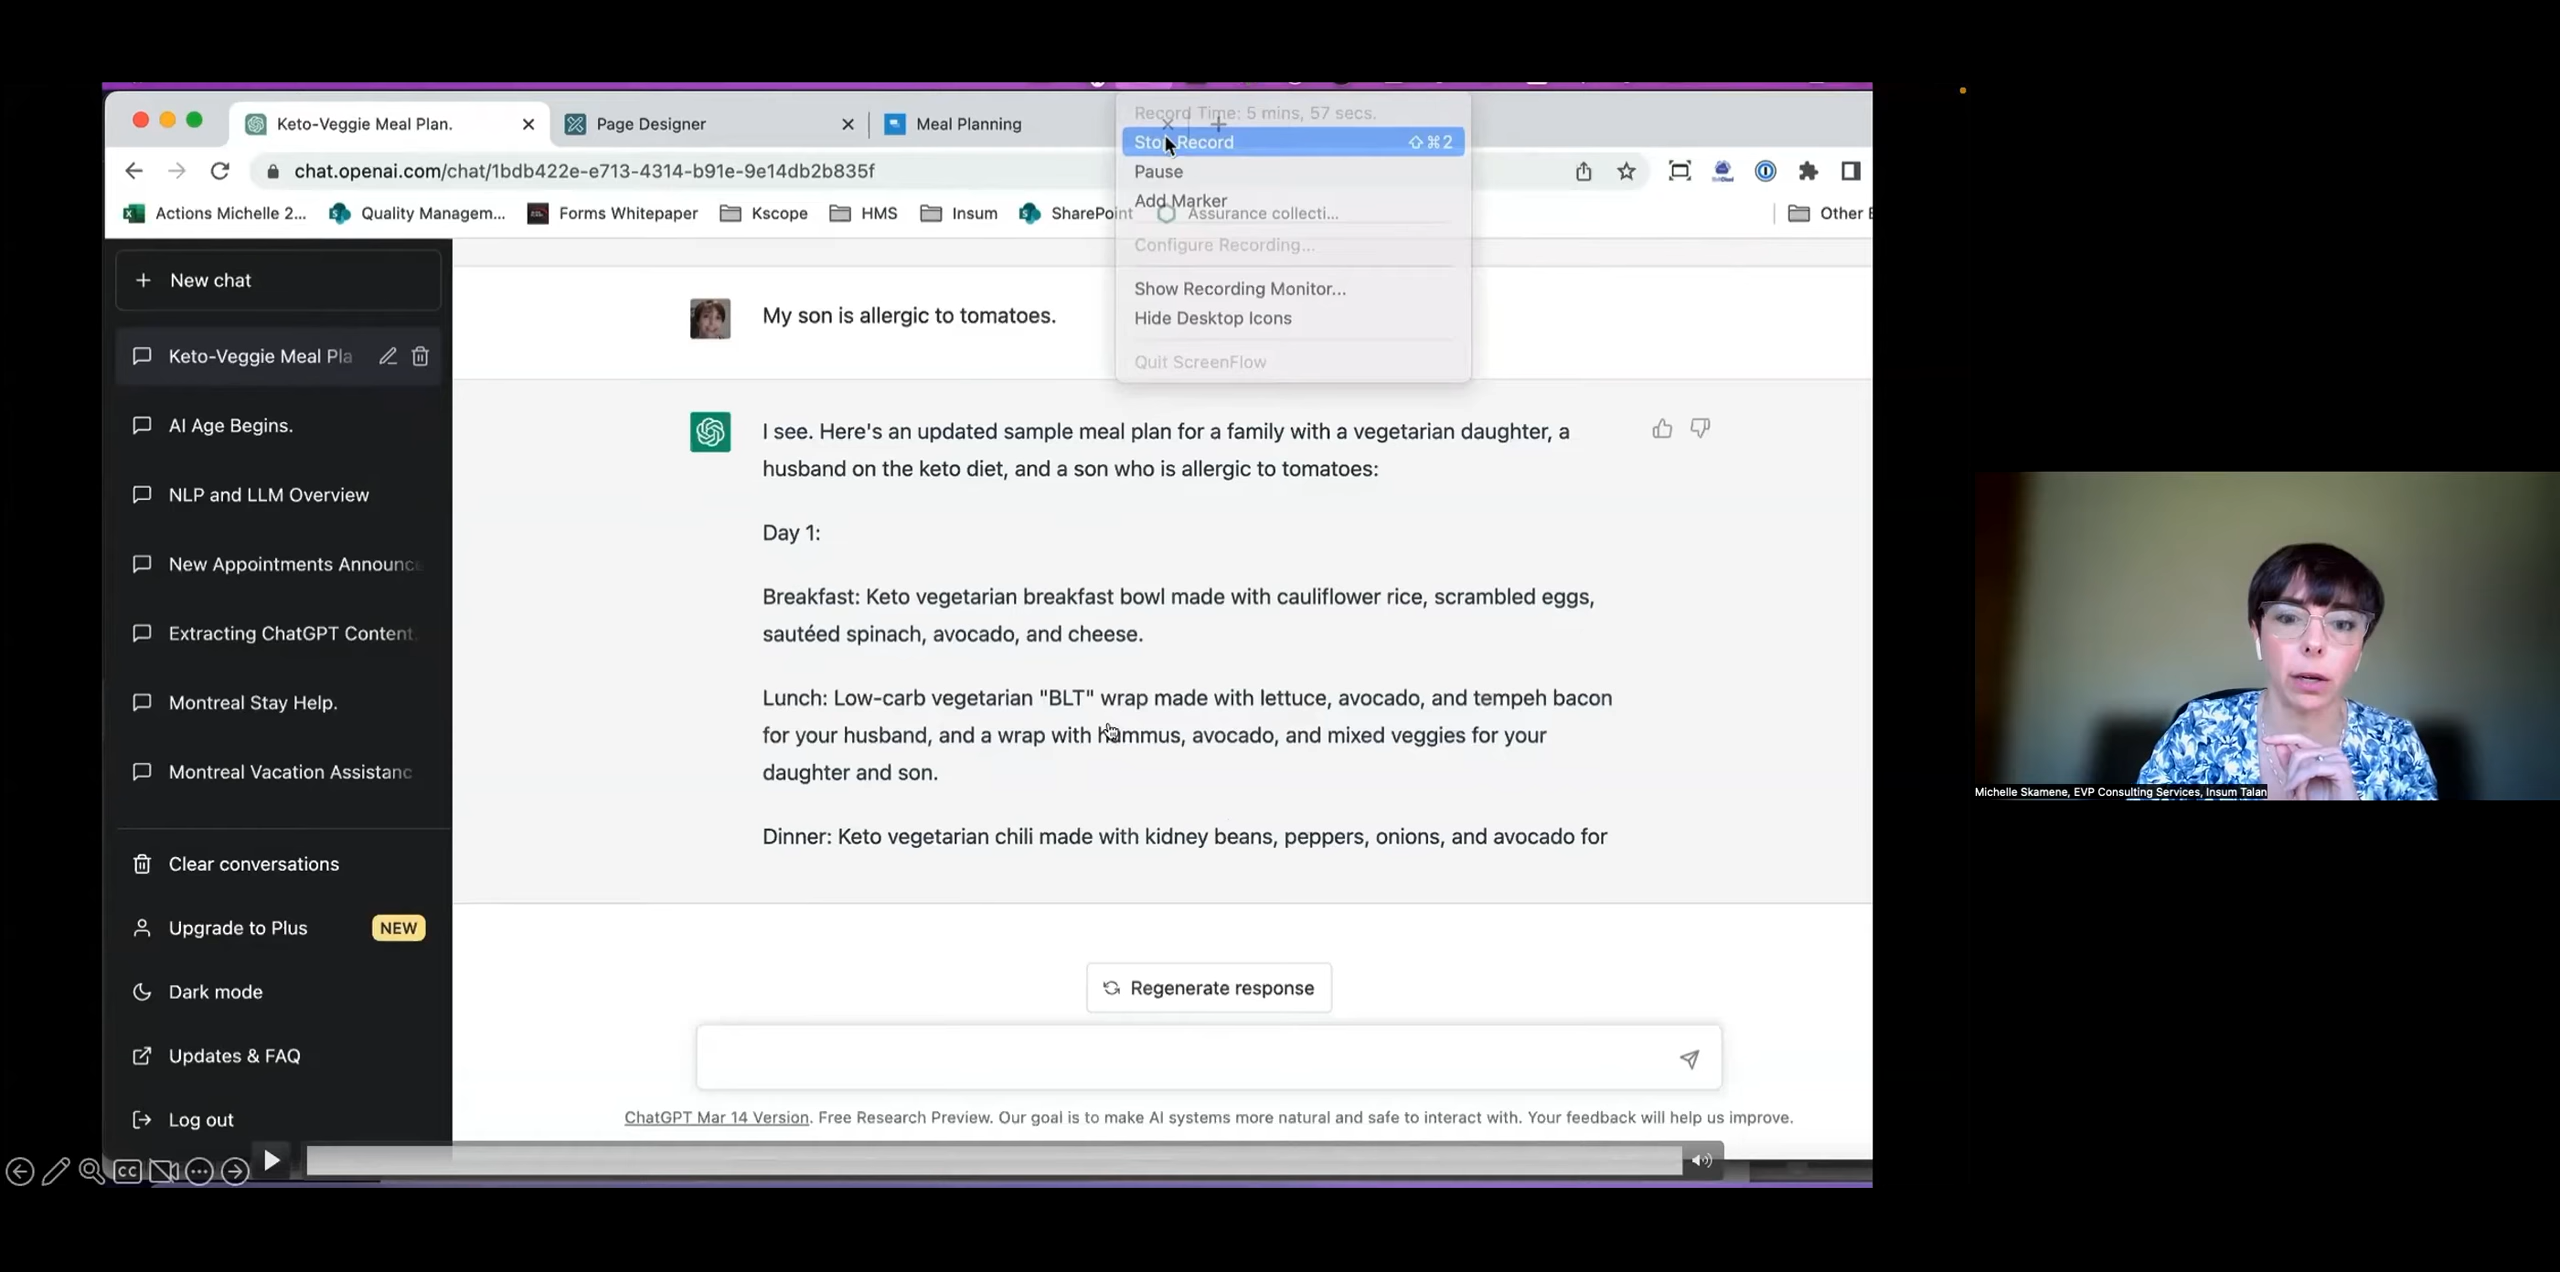 Record Time: 5 mins, 57 secs.
Keto-Veggie Meal Plan.
Page Designer
Meal Planning
Stop Record ⇧⌘2
chat.openai.com/chat/1bdb422e-e713-4314-b91e-9e14db2b835f
Pause
Add Marker
Actions Michelle 2...
Quality Managem...
Forms Whitepaper
Kscope
HMS
Insum
SharePoint
Assurance collecti...
Other
Configure Recording...
Show Recording Monitor...
Hide Desktop Icons
Quit ScreenFlow
New chat
Keto-Veggie Meal Pla
AI Age Begins.
NLP and LLM Overview
New Appointments Announce
Extracting ChatGPT Content.
Montreal Stay Help.
Montreal Vacation Assistanc
Clear conversations
Upgrade to Plus NEW
Dark mode
Updates & FAQ
Log out
My son is allergic to tomatoes.
I see. Here's an updated sample meal plan for a family with a vegetarian daughter, a
husband on the keto diet, and a son who is allergic to tomatoes:
Day 1:
Breakfast: Keto vegetarian breakfast bowl made with cauliflower rice, scrambled eggs,
sautéed spinach, avocado, and cheese.
Lunch: Low-carb vegetarian "BLT" wrap made with lettuce, avocado, and tempeh bacon
for your husband, and a wrap with hummus, avocado, and mixed veggies for your
daughter and son.
Dinner: Keto vegetarian chili made with kidney beans, peppers, onions, and avocado for
Regenerate response
ChatGPT Mar 14 Version. Free Research Preview. Our goal is to make AI systems more natural and safe to interact with. Your feedback will help us improve.
CC
Michelle Skamene, EVP Consulting Services, Insum Talan